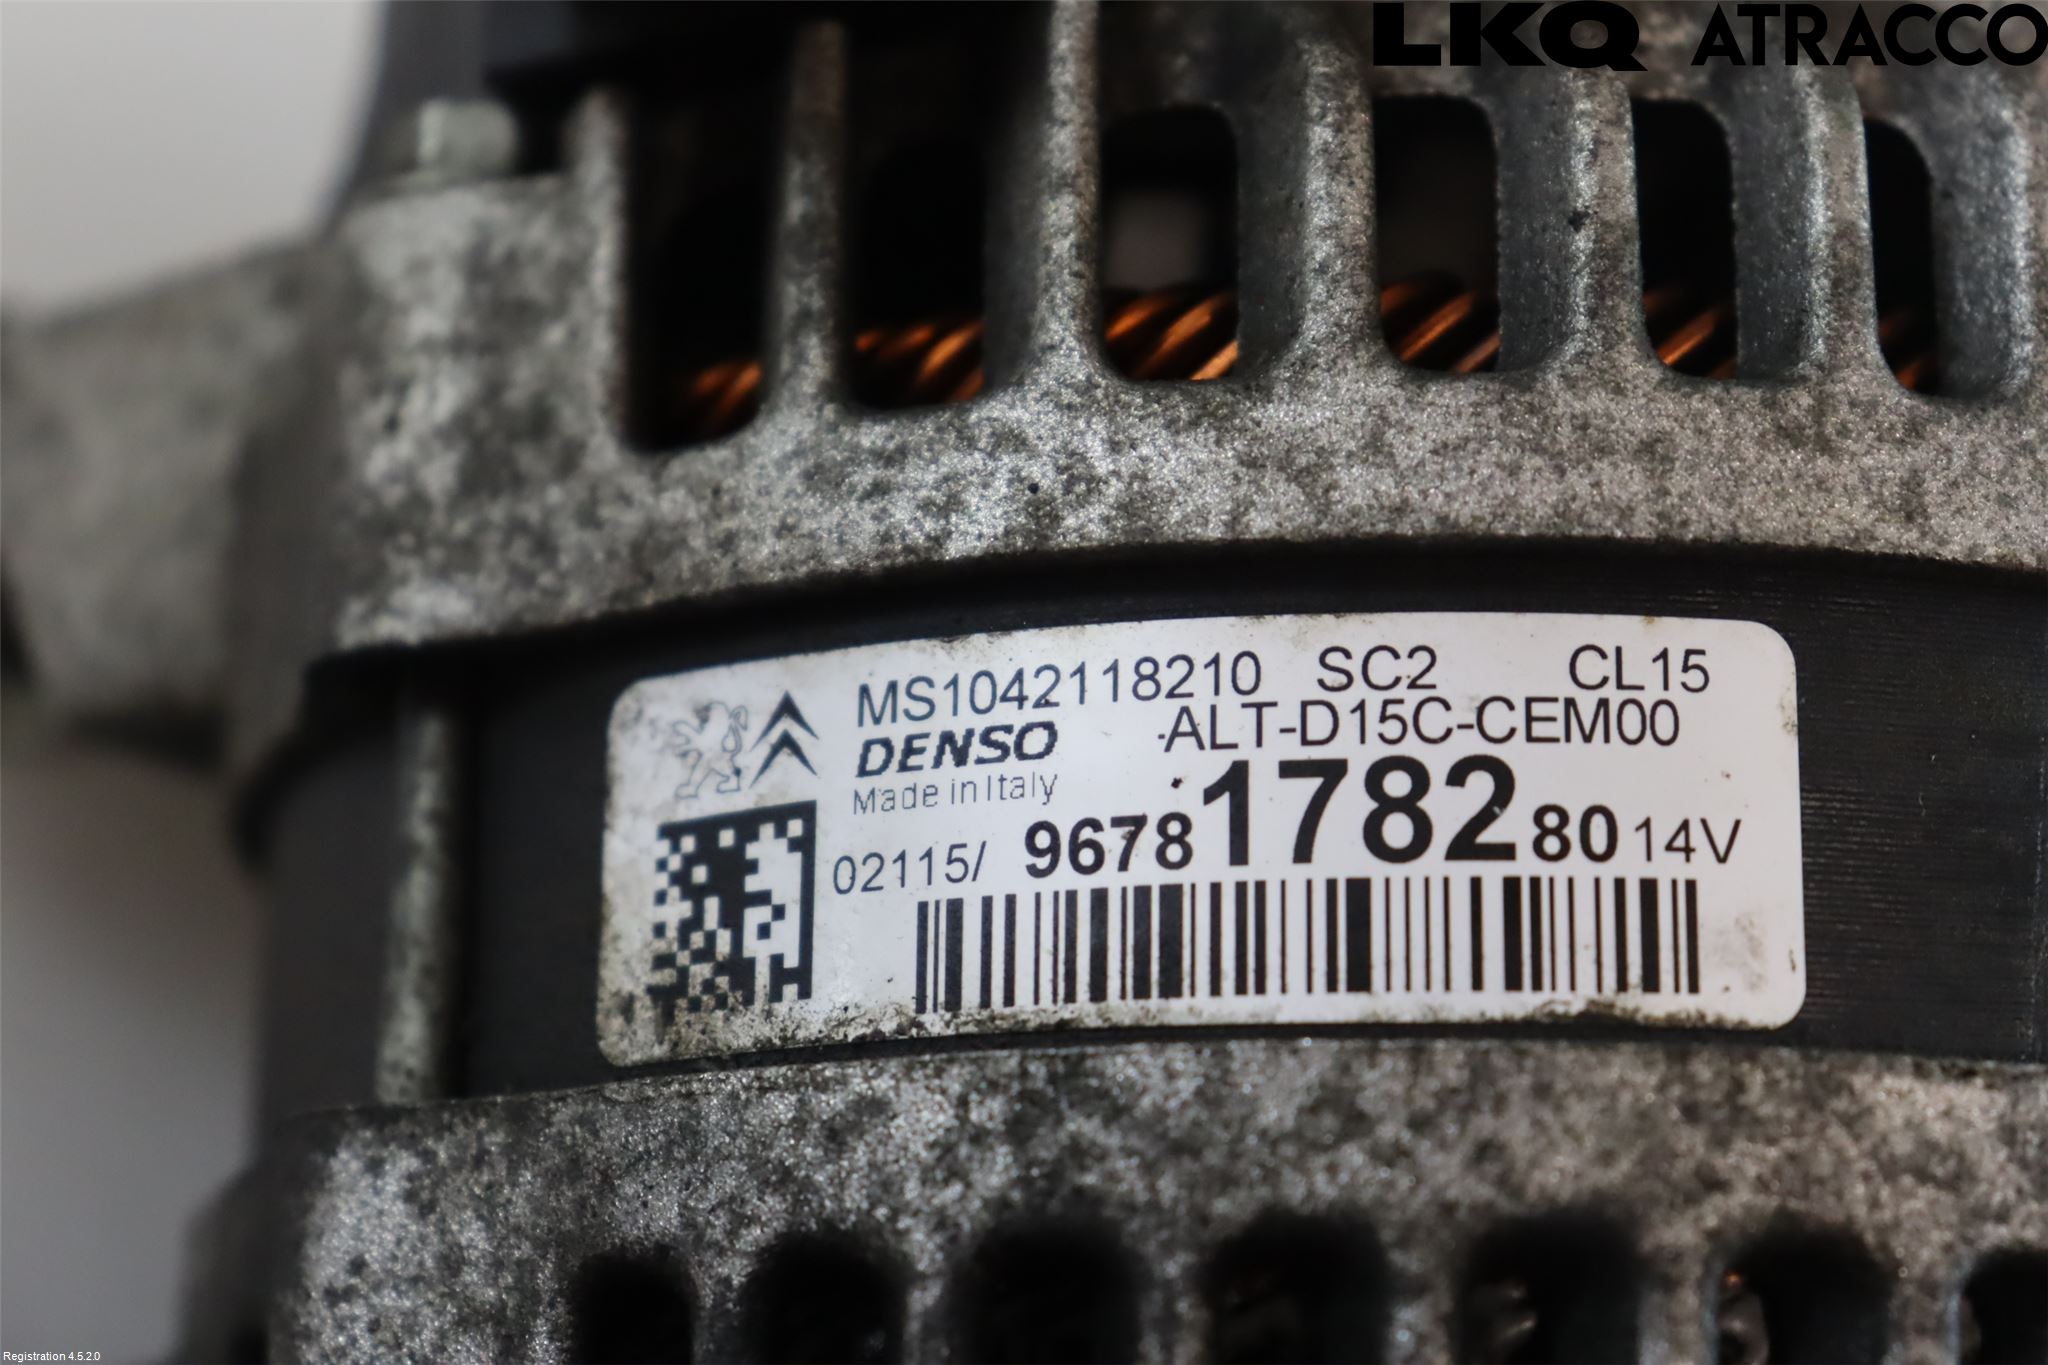 LKQ ATRACCO
MS1042118210 SC2 CL15
DENSO ALT-D15C-CEM00
Made in Italy
02115/ 9678178280 14V
Registration 4.5.2.0